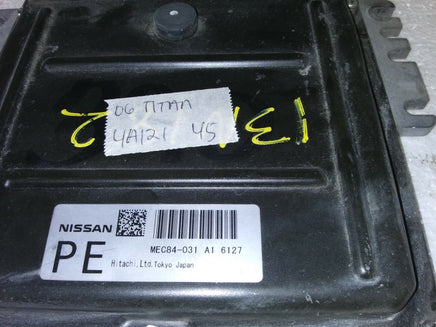 06 TITAN
4A121 45
NISSAN
PE
MEC84-031 A1 6127
Hitachi,Ltd.Tokyo Japan